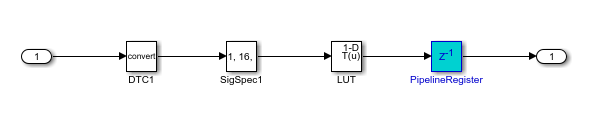 1
convert
DTC1
1, 16,
SigSpec1
1-D
T(u)
LUT
Z-1
PipelineRegister
1